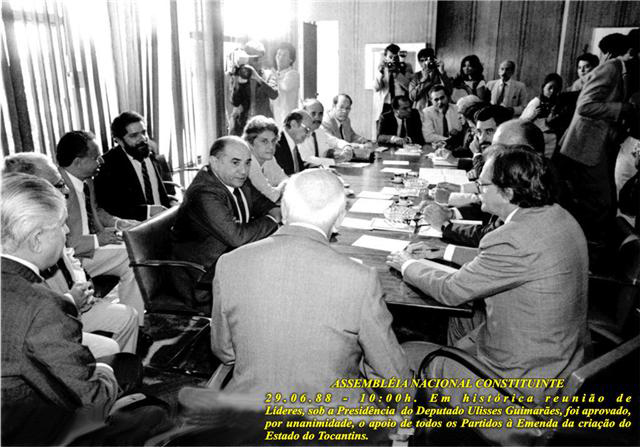 ASSEMBLÉIA NACIONAL CONSTITUINTE
29.06.88 - 10:00h. Em histórica reunião de
Líderes, sob a Presidência do Deputado Ulisses Guimarães, foi aprovado,
por unanimidade, o apoio de todos os Partidos à Emenda da criação do
Estado do Tocantins.